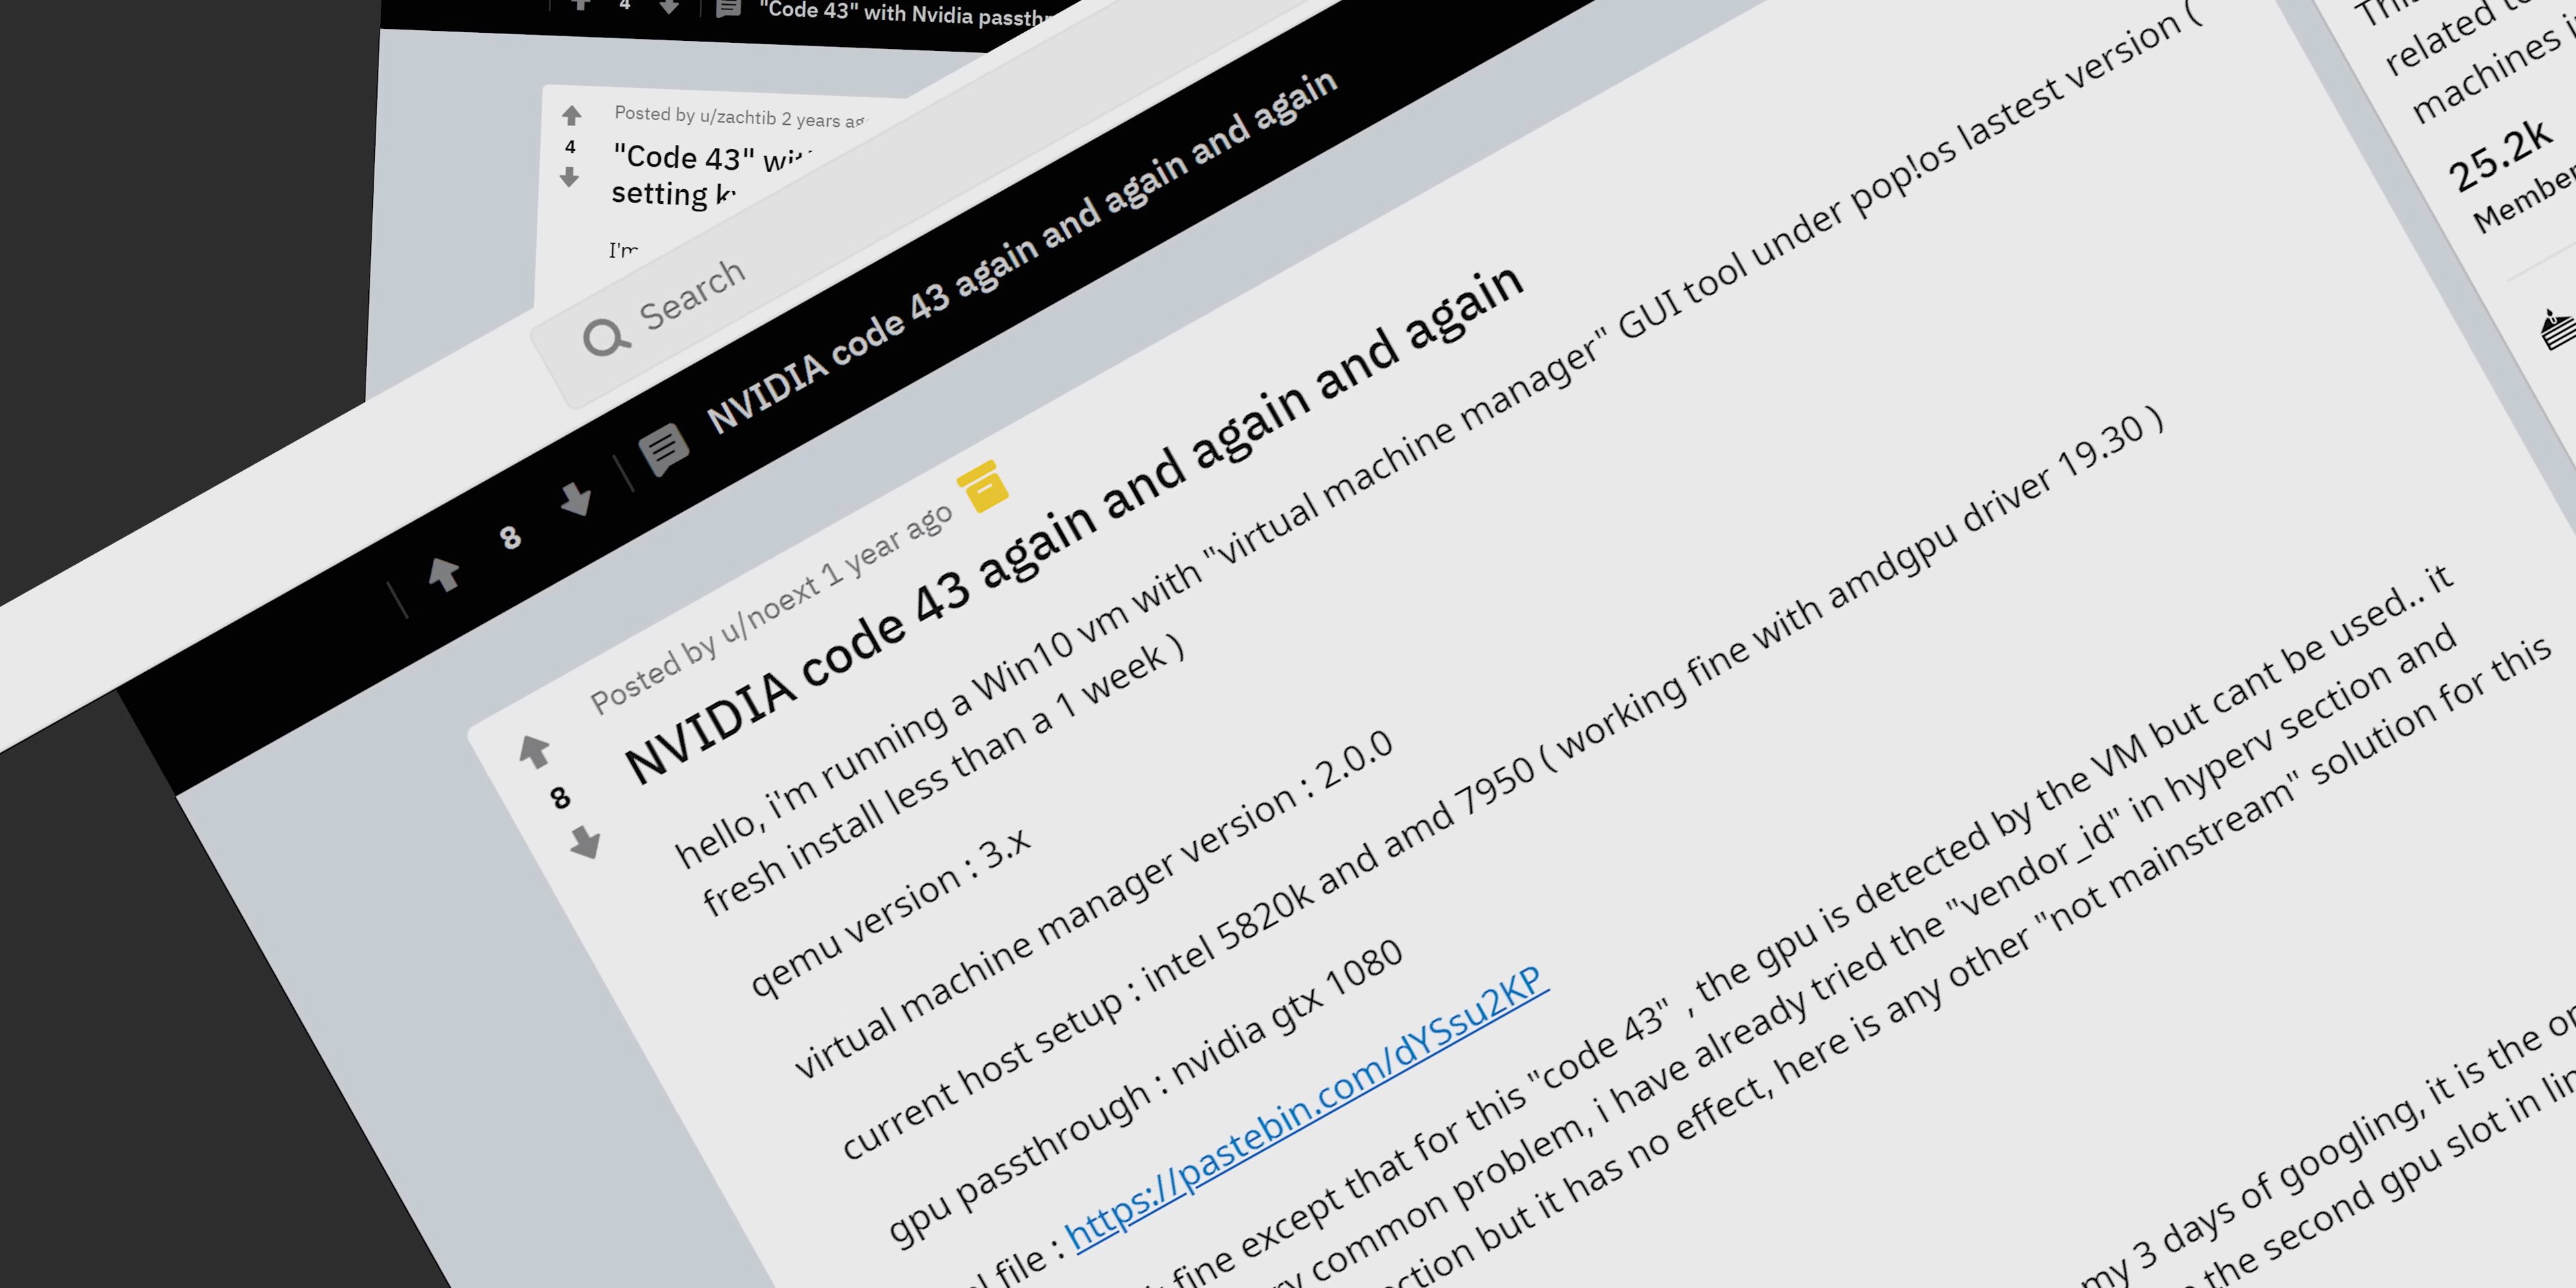 4 "Code 43" with Nvidia
Posted by u/zachtib 2 years
4
"Code 43"
setting
I'm
Search
8 NVIDIA code 43 again and again and again
Posted by u/noext 1 year ago
8
NVIDIA code 43 again and again and again
hello, i'm running a Win10 vm with "virtual machine manager" GUI tool under pop!os lastest version (
fresh install less than a 1 week )
qemu version : 3.x
virtual machine manager version : 2.0.0
current host setup : intel 5820k and amd 7950 ( working fine with amdgpu driver 19.30 )
gpu passthrough : nvidia gtx 1080
file : https://pastebin.com/dYSsu2KP
fine except that for this "code 43" , the gpu is detected by the VM but cant be used.. it
common problem, i have already tried the "vendor_id" in hyperv section and
but it has no effect, here is any other "not mainstream" solution for this
my 3 days of googling, it is the
the second gpu slot in
related
machines
25.2k